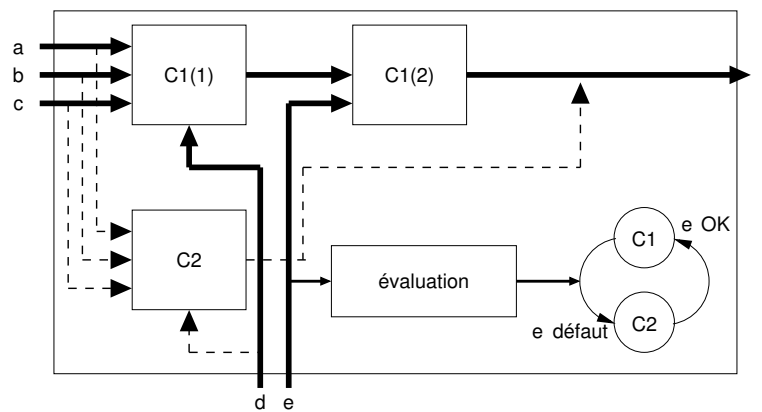 a
b
c
C1(1)
C1(2)
C2
évaluation
C1
e OK
C2
e défaut
d
e